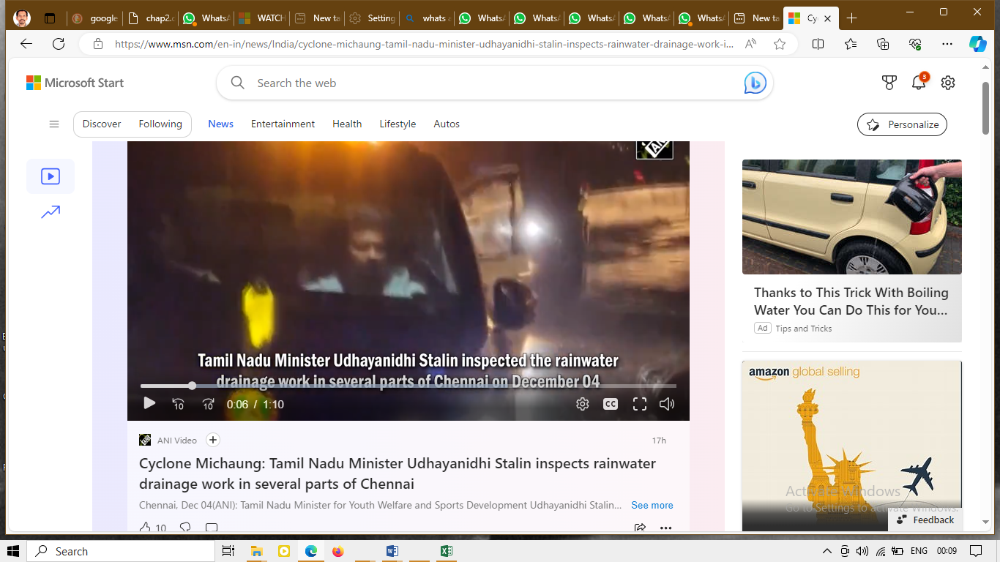 google
chap2.c
WhatsA
WATCH
New ta
Setting
whats a
WhatsA
WhatsA
WhatsA
WhatsA
WhatsA
New ta
Cy
https://www.msn.com/en-in/news/India/cyclone-michaung-tamil-nadu-minister-udhayanidhi-stalin-inspects-rainwater-drainage-work-i...
Microsoft Start
Search the web
3
Discover
Following
News
Entertainment
Health
Lifestyle
Autos
Personalize
ANI
Tamil Nadu Minister Udhayanidhi Stalin inspected the rainwater
drainage work in several parts of Chennai on December 04
10
10
0:06 / 1:10
CC
ANI Video
17h
Cyclone Michaung: Tamil Nadu Minister Udhayanidhi Stalin inspects rainwater
drainage work in several parts of Chennai
Chennai, Dec 04(ANI): Tamil Nadu Minister for Youth Welfare and Sports Development Udhayanidhi Stalin...
See more
10
Thanks to This Trick With Boiling
Water You Can Do This for You...
Ad
Tips and Tricks
amazon global selling
Activate Windows
Go to Settings to activate Windows.
Feedback
Search
ENG
00:09